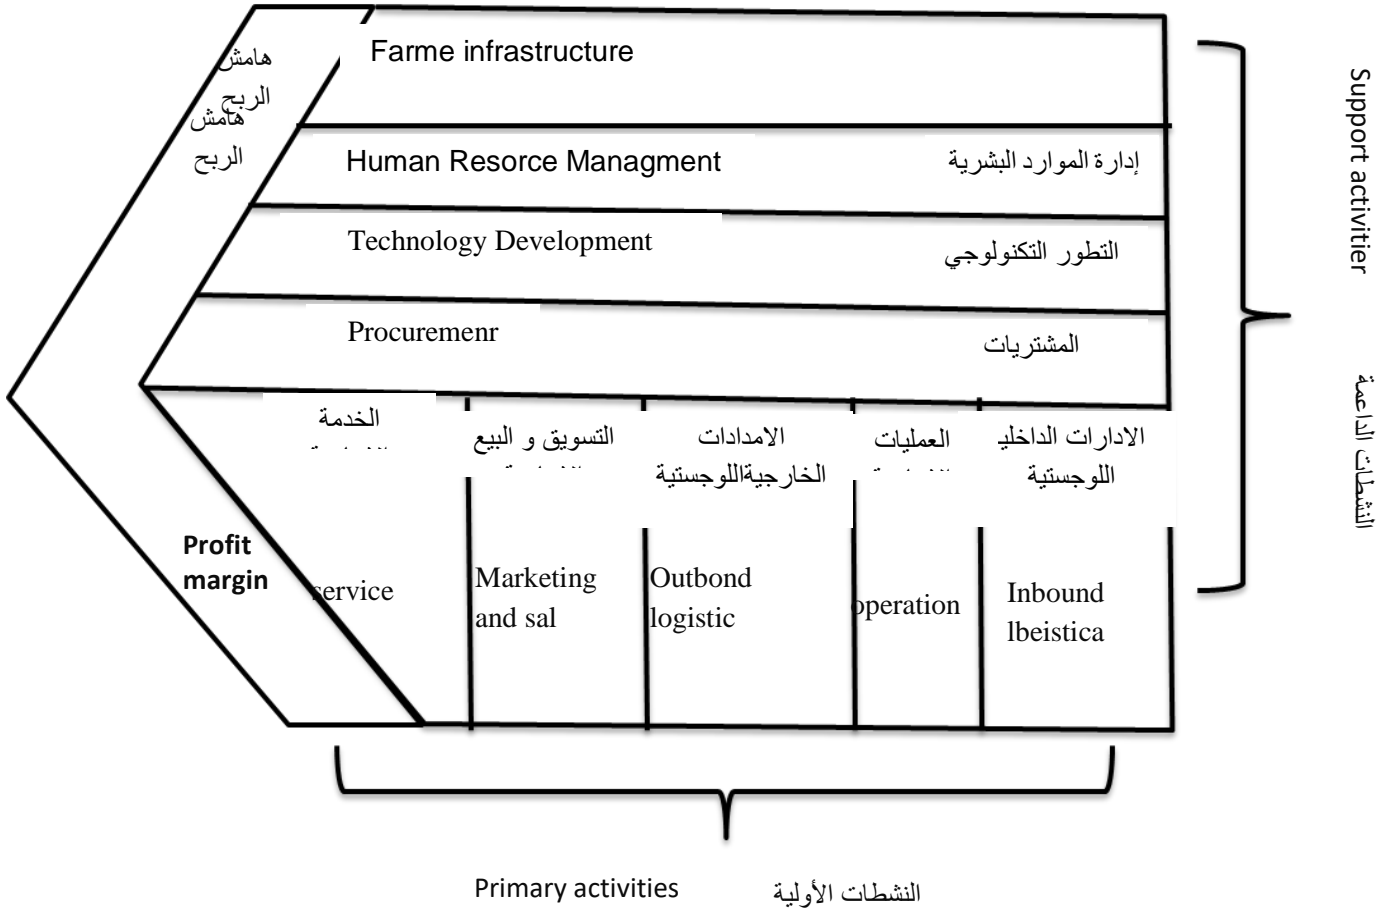 هامش
الربح
هامش
الربح
Farme infrastructure
Human Resorce Managment إدارة الموارد البشرية
Technology Development التطور التكنولوجي
Procuremenr المشتريات
Support activitier
النشطات الداعمة
الخدمة
التسويق و البيع
الامدادات
الخارجيةاللوجستية
العمليات
الادارات الداخليـ
اللوجستية
Profit
margin
service
Marketing
and sal
Outbond
logistic
operation
Inbound
lbeistica
Primary activities النشطات الأولية